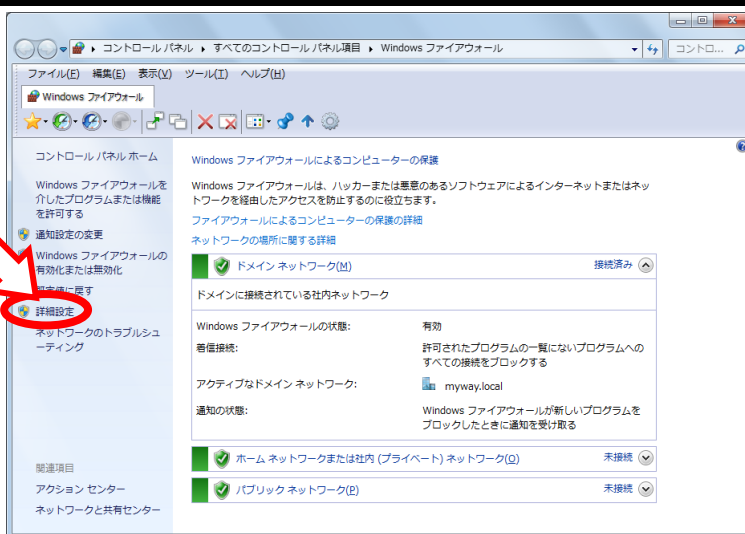 コントロール パネル ▸ すべてのコントロール パネル項目 ▸ Windows ファイアウォール
コントロ...
ファイル(F) 編集(E) 表示(V) ツール(T) ヘルプ(H)
Windows ファイアウォール
コントロール パネル ホーム
Windows ファイアウォールを
介したプログラムまたは機能
を許可する
通知設定の変更
Windows ファイアウォールの
有効化または無効化
に戻す
詳細設定
ネットワークのトラブルシュ
ーティング
関連項目
アクション センター
ネットワークと共有センター
Windows ファイアウォールによるコンピューターの保護
Windows ファイアウォールは、ハッカーまたは悪意のあるソフトウェアによるインターネットまたはネッ
トワークを経由したアクセスを防止するのに役立ちます。
ファイアウォールによるコンピューターの保護の詳細
ネットワークの場所に関する詳細
ドメイン ネットワーク(M) 接続済み
ドメインに接続されている社内ネットワーク
Windows ファイアウォールの状態: 有効
着信接続: 許可されたプログラムの一覧にないプログラムへの
すべての接続をブロックする
アクティブなドメイン ネットワーク: myway.local
通知の状態: Windows ファイアウォールが新しいプログラムを
ブロックしたときに通知を受け取る
ホーム ネットワークまたは社内 (プライベート) ネットワーク(O) 未接続
パブリック ネットワーク(P) 未接続